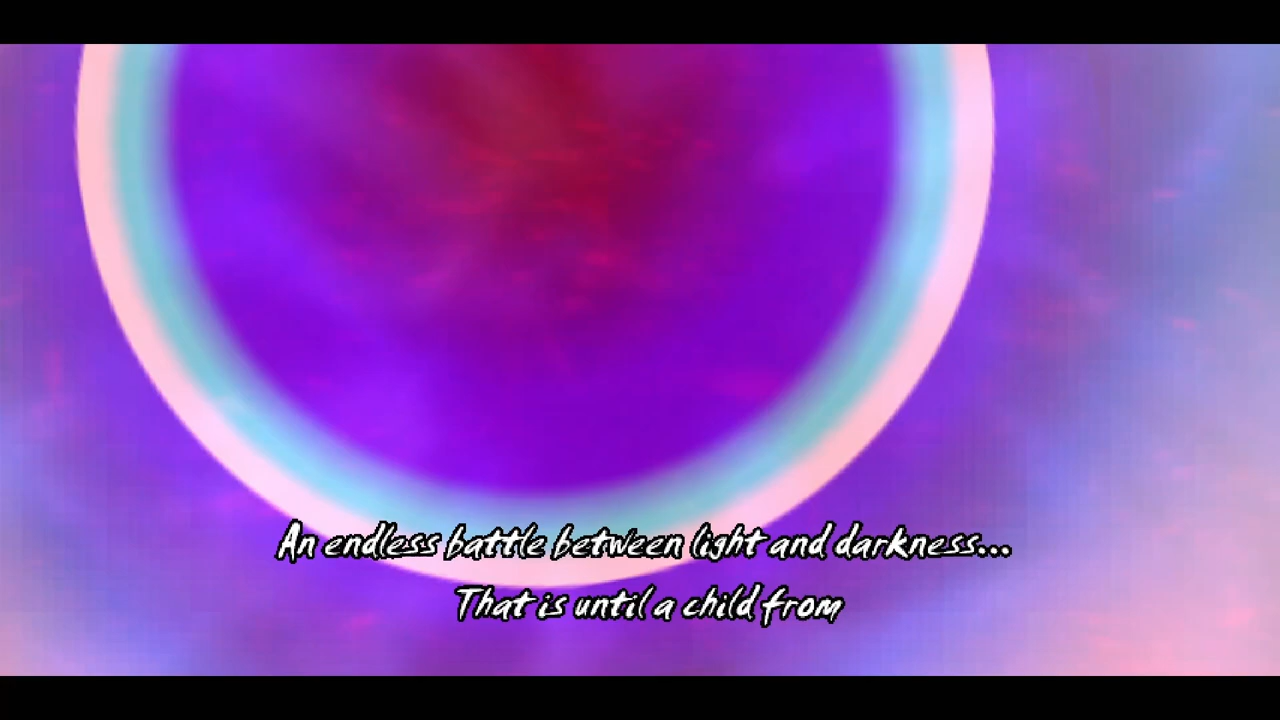 An endless battle between light and darkness...
That is until a child from